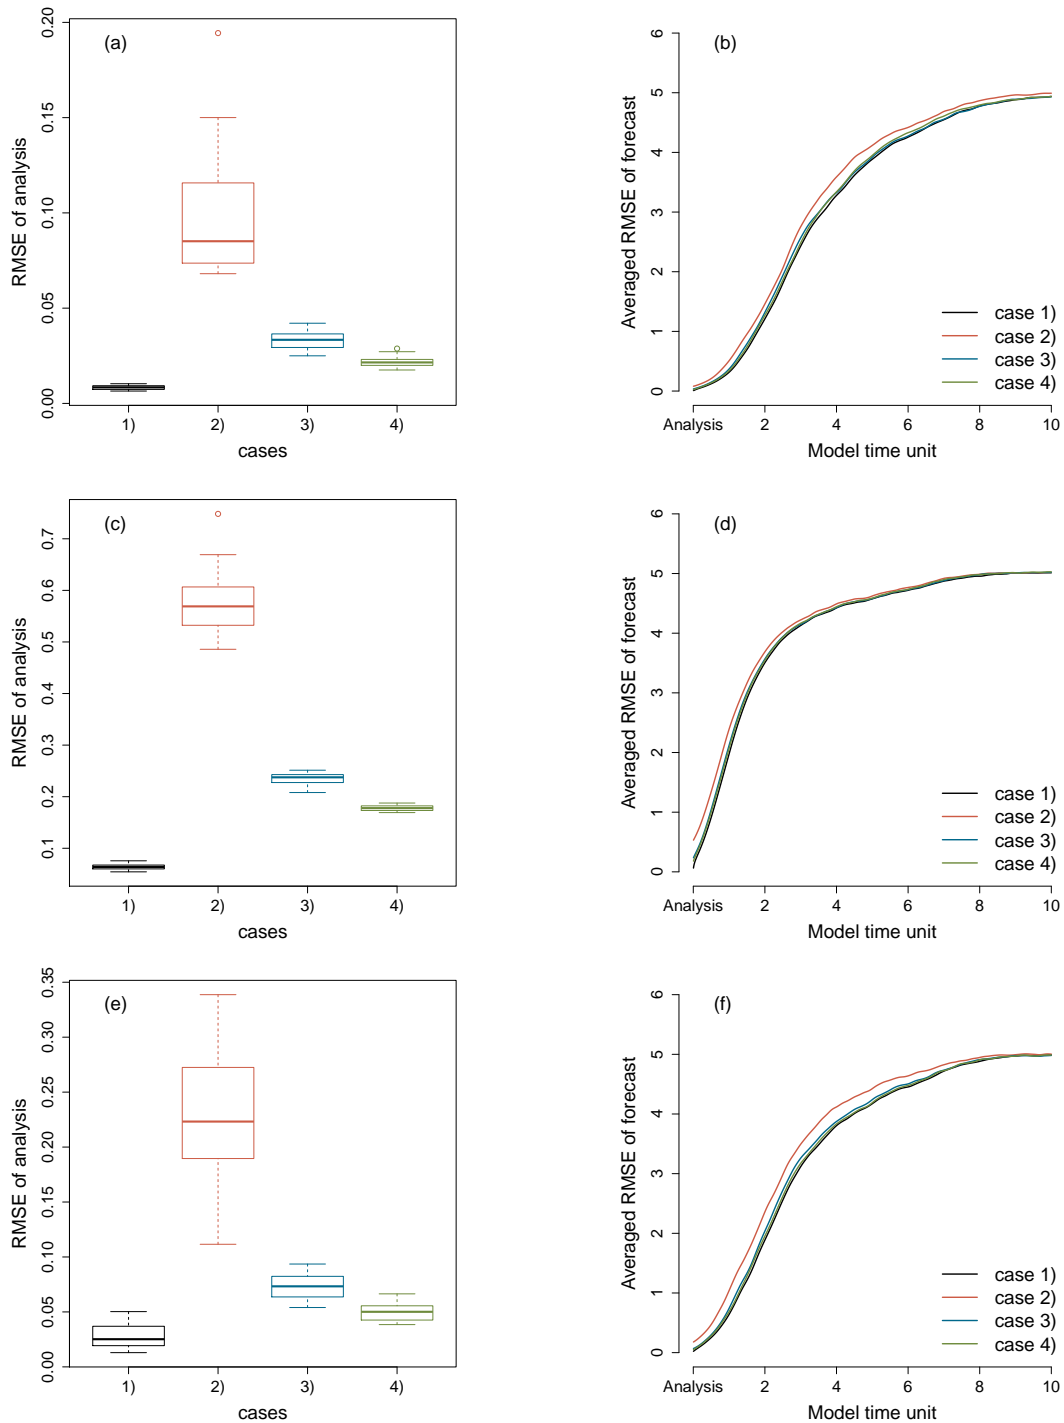 (a)
RMSE of analysis
0.20
0.15
0.10
0.05
0.00
1) 2) 3) 4)
cases
(b)
Averaged RMSE of forecast
6
5
4
3
2
1
0
case 1)
case 2)
case 3)
case 4)
Analysis 2 4 6 8 10
Model time unit
(c)
RMSE of analysis
0.7
0.6
0.5
0.4
0.3
0.2
0.1
1) 2) 3) 4)
cases
(d)
Averaged RMSE of forecast
6
5
4
3
2
1
0
case 1)
case 2)
case 3)
case 4)
Analysis 2 4 6 8 10
Model time unit
(e)
RMSE of analysis
0.35
0.30
0.25
0.20
0.15
0.10
0.05
0.00
1) 2) 3) 4)
cases
(f)
Averaged RMSE of forecast
6
5
4
3
2
1
0
case 1)
case 2)
case 3)
case 4)
Analysis 2 4 6 8 10
Model time unit